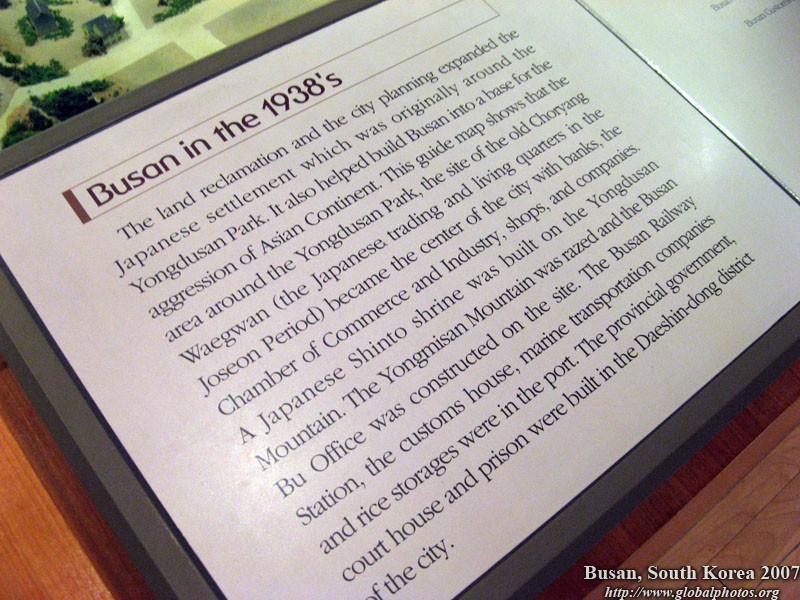 Busan in the 1938's
The land reclamation and the city planning expanded the
Japanese settlement which was originally around the
Yongdusan Park. It also helped build Busan into a base for the
aggression of Asian Continent. This guide map shows that the
area around the Yongdusan Park, the site of the old Choryang
Waegwan (the Japanese trading and living quarters in the
Joseon Period) became the center of the city with banks, the
Chamber of Commerce and Industry, shops, and companies.
A Japanese Shinto shrine was built on the Yongdusan
Mountain. The Yongmisan Mountain was razed and the Busan
Bu Office was constructed on the site. The Busan Railway
Station, the customs house, marine transportation companies
and rice storages were in the port. The provincial government,
court house and prison were built in the Daeshin-dong district
of the city.
Busan
Busan Customs
Busan, South Korea 2007
http://www.globalphotos.org